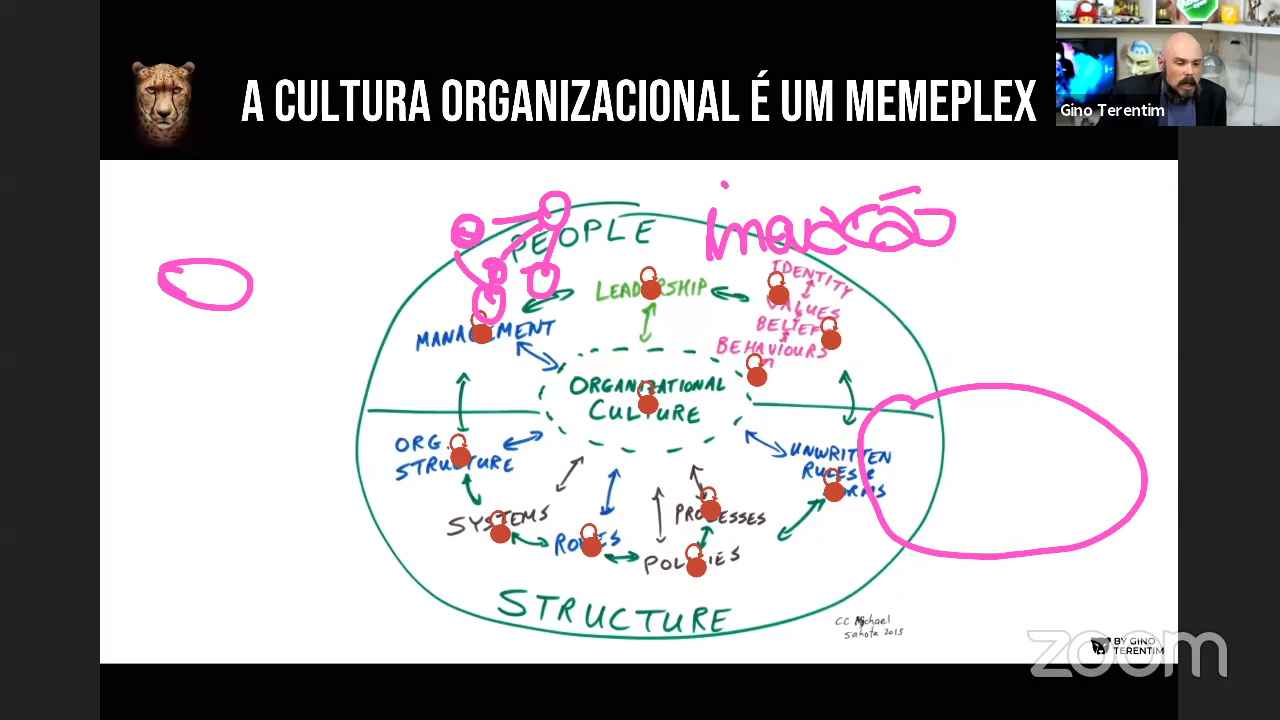 A CULTURA ORGANIZACIONAL É UM MEMEPLEX
Gino Terentim
PEOPLE
LEADERSHIP
IDENTITY
VALUES
BELIEF
BEHAVIOURS
MANAGEMENT
ORGANIZATIONAL
CULTURE
ORG.
STRUCTURE
UNWRITTEN
RULES &
NORMS
SYSTEMS
ROLES
PROCESSES
POLICIES
STRUCTURE
CC Michael
Sahota 2015
BY GINO
TERENTIM
zoom